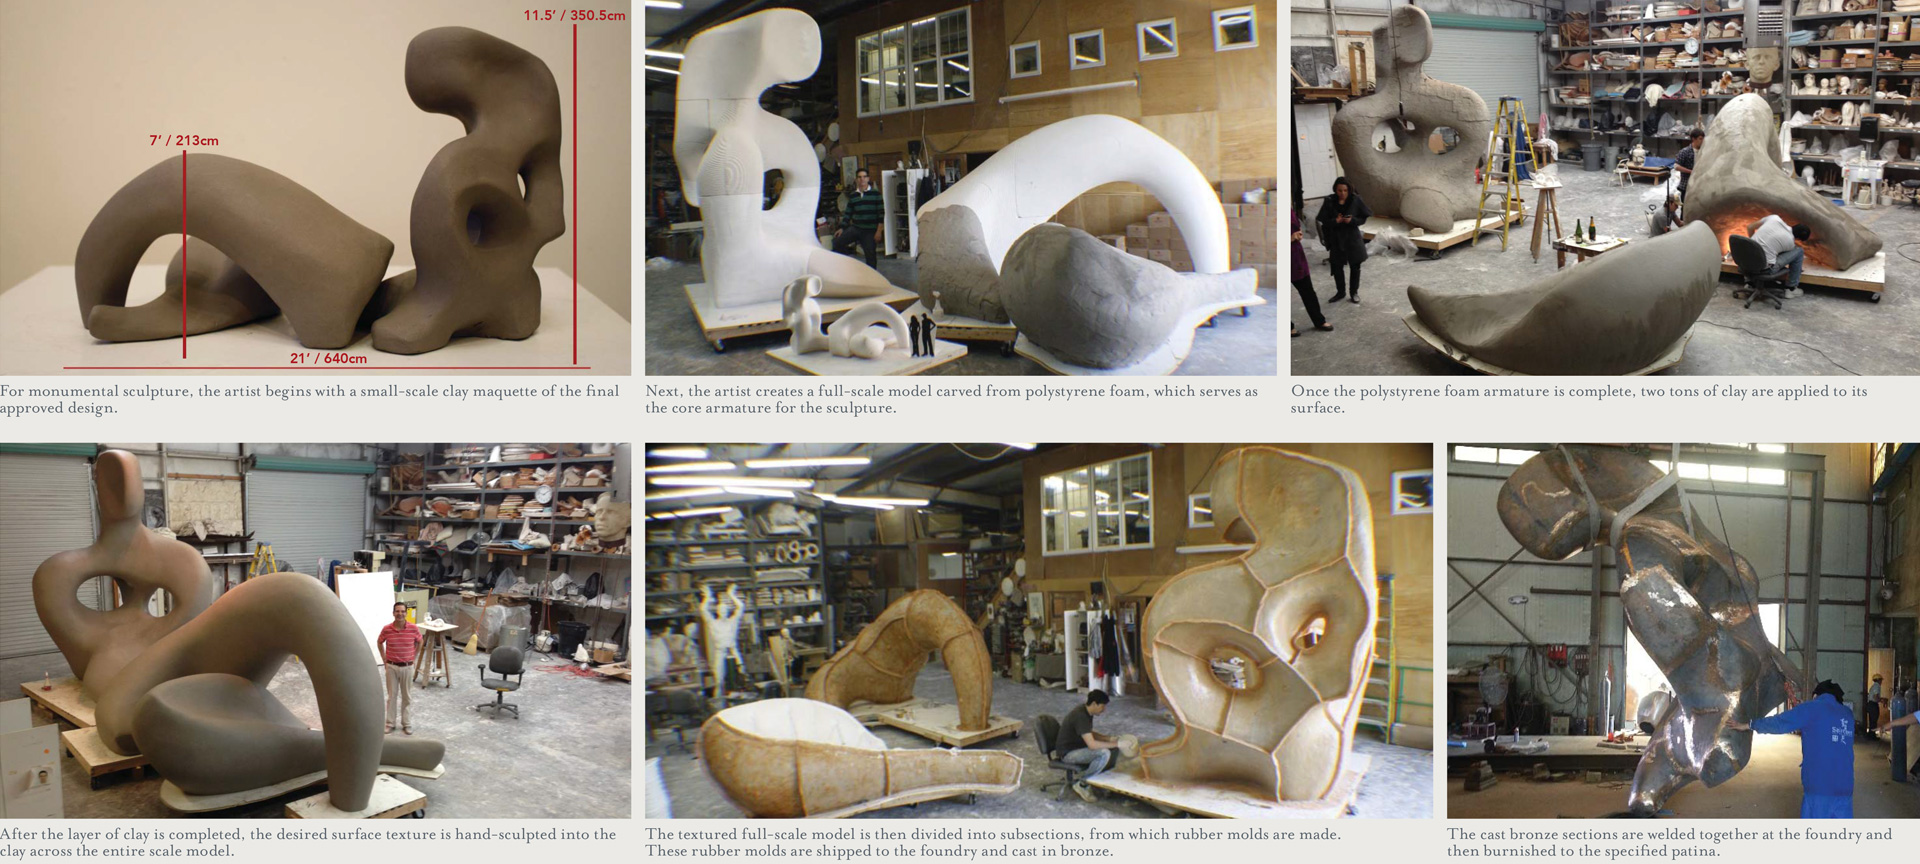 11.5' / 350.5cm
7' / 213cm
21' / 640cm
For monumental sculpture, the artist begins with a small-scale clay maquette of the final
approved design.
Next, the artist creates a full-scale model carved from polystyrene foam, which serves as
the core armature for the sculpture.
Once the polystyrene foam armature is complete, two tons of clay are applied to its
surface.
After the layer of clay is completed, the desired surface texture is hand-sculpted into the
clay across the entire scale model.
The textured full-scale model is then divided into subsections, from which rubber molds are made.
These rubber molds are shipped to the foundry and cast in bronze.
The cast bronze sections are welded together at the foundry and
then burnished to the specified patina.